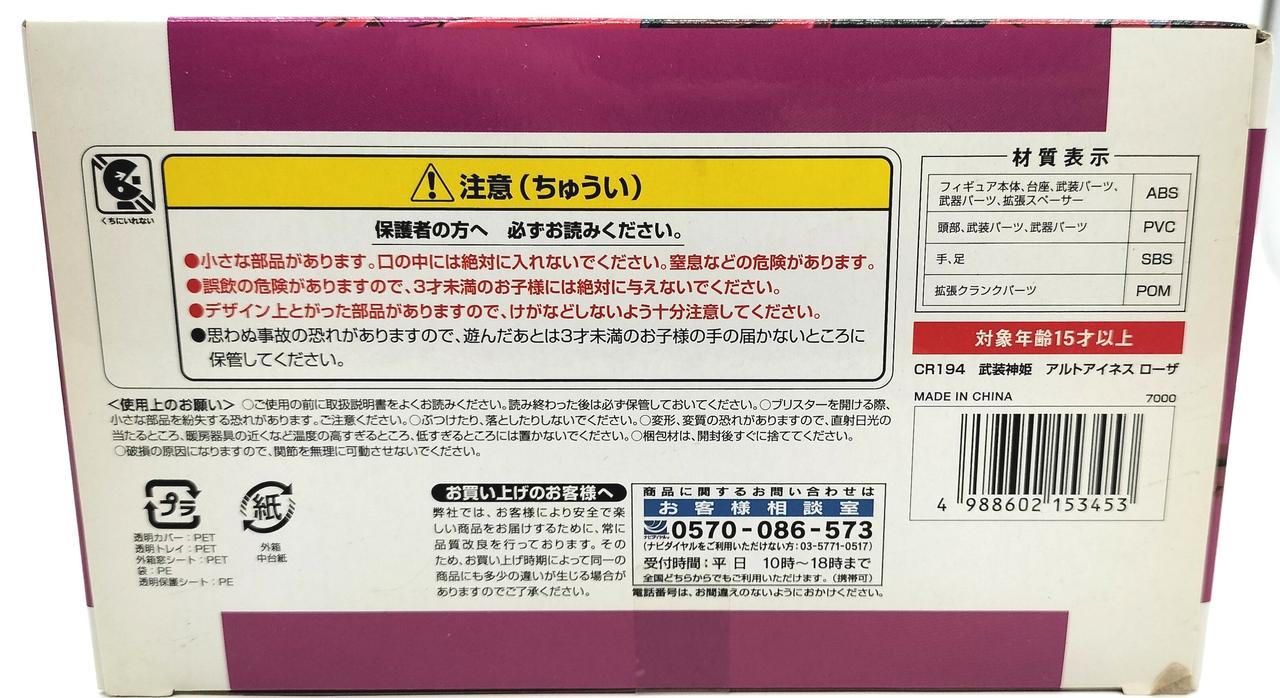 くちにいれない
注意(ちゅうい)
保護者の方へ 必ずお読みください。
●小さな部品があります。口の中には絶対に入れないでください。窒息などの危険があります。
●誤飲の危険がありますので、3才未満のお子様には絶対に与えないでください。
●デザイン上とがった部品がありますので、けがなどしないよう十分注意してください。
●思わぬ事故の恐れがありますので、遊んだあとは3才未満のお子様の手の届かないところに
保管してください。
材質表示
フィギュア本体、台座、武装パーツ、
武器パーツ、拡張スペーサー ABS
頭部、武装パーツ、武器パーツ PVC
手、足 SBS
拡張クランクパーツ POM
対象年齢15才以上
CR194 武装神姫 アルトアイネス ローザ
MADE IN CHINA 7000
4 988602 153453
<使用上のお願い> ○ご使用の前に取扱説明書をよくお読みください。読み終わった後は必ず保管しておいてください。○ブリスターを開ける際、
小さな部品を紛失する恐れがあります。ご注意ください。○ぶつけたり、落としたりしないでください。○変形、変質の恐れがありますので、直射日光の
当たるところ、暖房器具の近くなど温度の高すぎるところ、低すぎるところには置かないでください。○梱包材は、開封後すぐに捨ててください。
○破損の原因になりますので、関節を無理に可動させないでください。
プラ
透明カバー:PET
透明トレイ:PET
外箱窓シート:PET
袋:PE
透明保護シート:PE
紙
外箱
中台紙
お買い上げのお客様へ
弊社では、お客様により安全で楽
しい商品をお届けするために、常に
品質改良を行っております。その
ため、お買い上げ時期によって同一の
商品にも多少の違いが生じる場合が
ありますのでご了承ください。
商品に関するお問い合わせは
お客様相談室
ナビダイヤル 0570-086-573
(ナビダイヤルをご利用いただけない方:03-5771-0517)
受付時間:平日 10時〜18時まで
全国どちらからでもご利用いただけます。(携帯可)
電話番号は、お間違えのないようにおかけください。